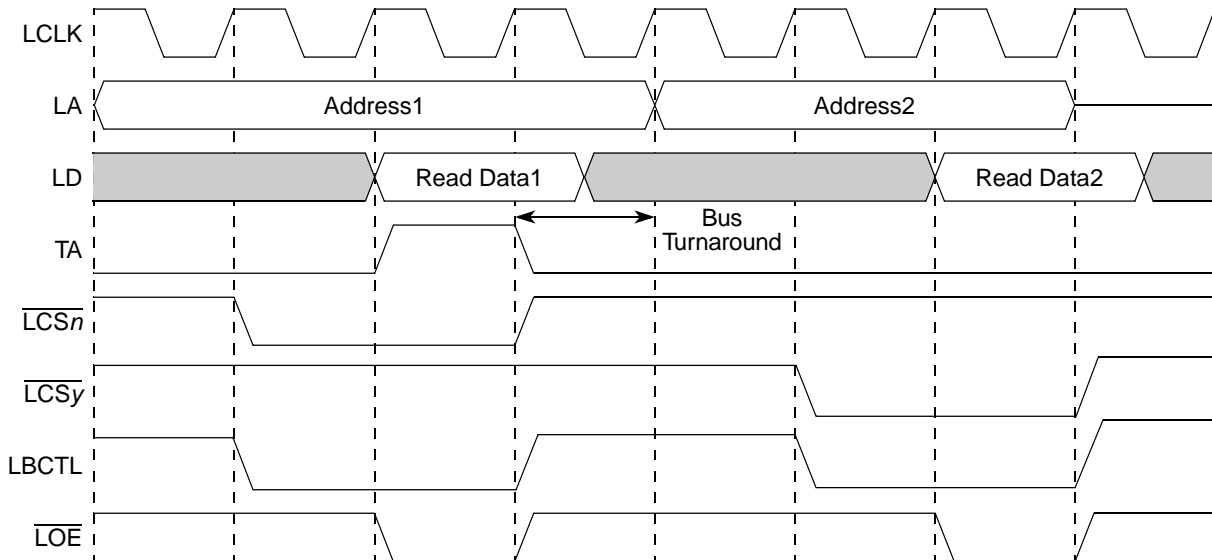 LCLK
LA Address1 Address2
LD Read Data1 Read Data2
Bus
Turnaround
TA
LCSn
LCSy
LBCTL
LOE